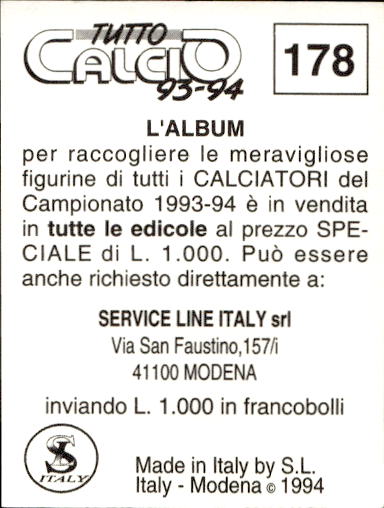 TUTTO
CALCIO
93-94
178
L'ALBUM
per raccogliere le meravigliose
figurine di tutti i CALCIATORI del
Campionato 1993-94 è in vendita
in tutte le edicole al prezzo SPE-
CIALE di L. 1.000. Può essere
anche richiesto direttamente a:
SERVICE LINE ITALY srl
Via San Faustino,157/i
41100 MODENA
inviando L. 1.000 in francobolli
SL
ITALY
Made in Italy by S.L.
Italy - Modena © 1994